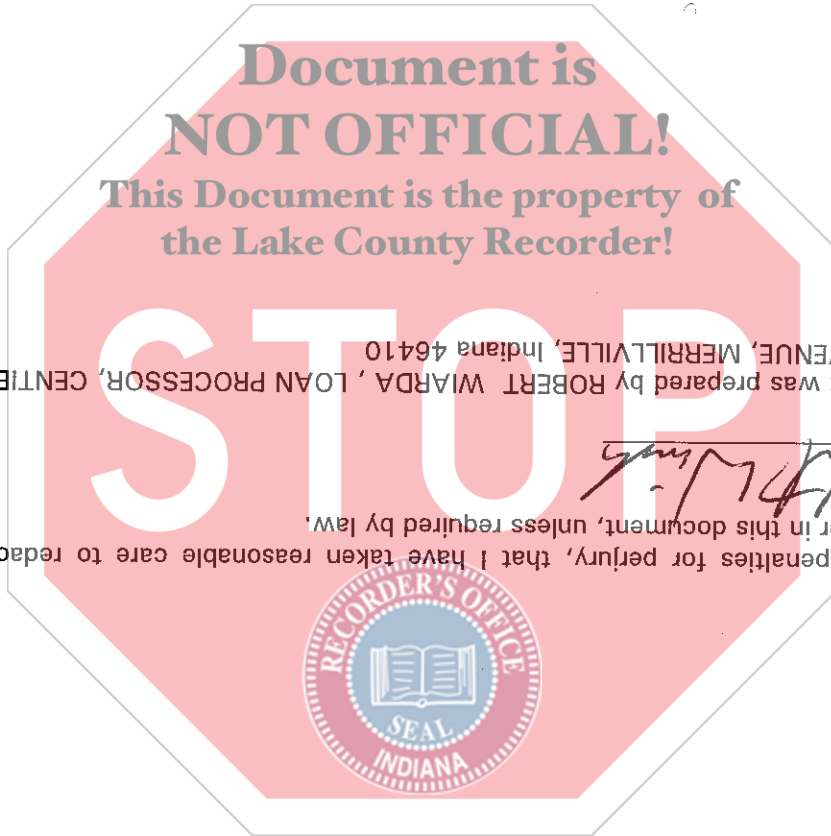 Document is
NOT OFFICIAL!
This Document is the property of
the Lake County Recorder!
STOP
penalties for perjury, that I have taken reasonable care to redac
r in this document, unless required by law.
was prepared by ROBERT WIARDA , LOAN PROCESSOR, CENTIE
VENUE, MERRILLVILLE, Indiana 46410
RECORDER'S OFFICE
SEAL
INDIANA